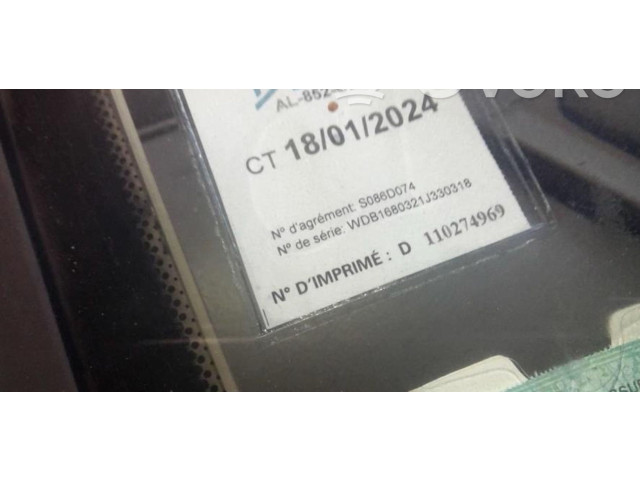 AL-852-
CT 18/01/2024
N° d'agrément: S086D074
N° de série: WDB1680321J330318
N° D'IMPRIMÉ : D 110274969